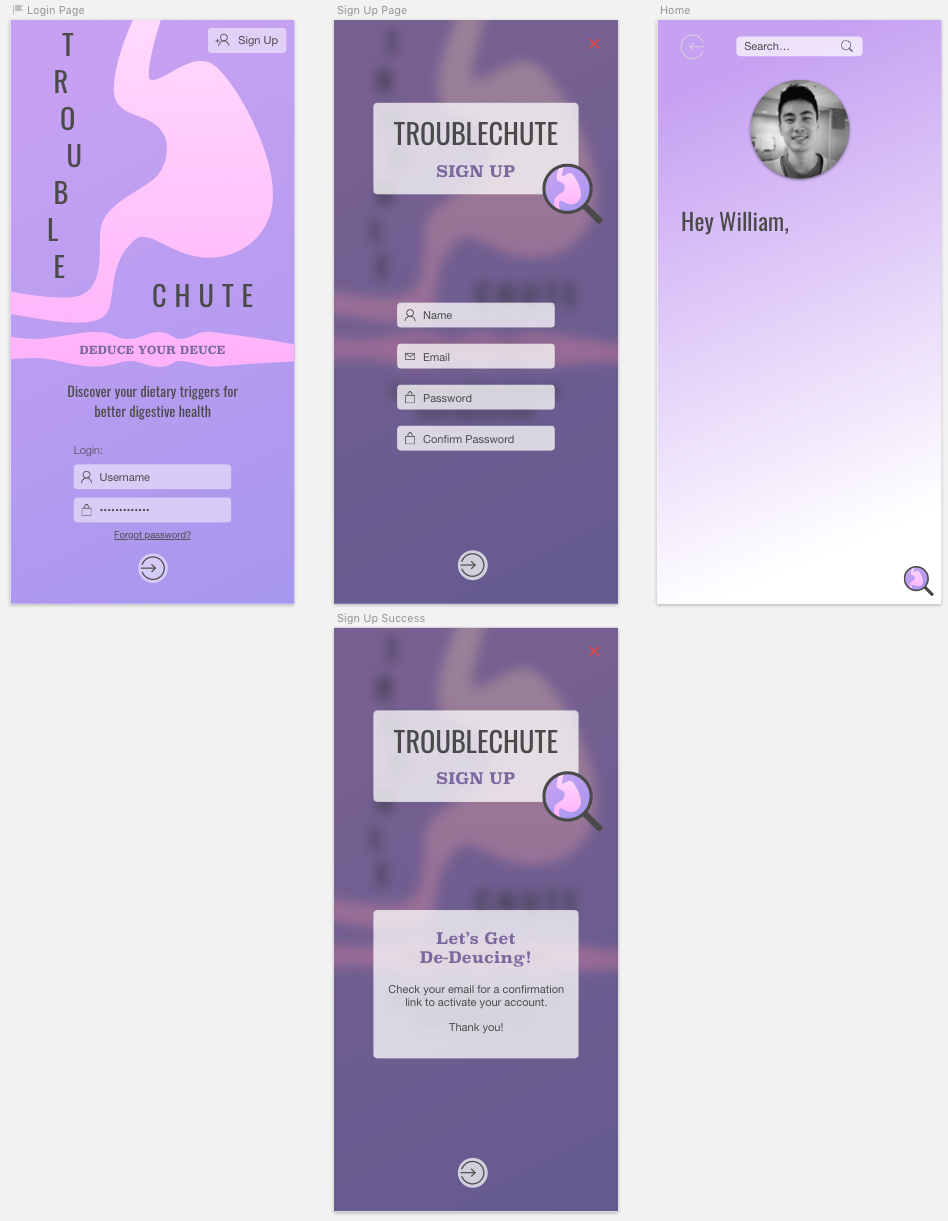 Login Page
Sign Up
T
R
O
U
B
L
E
CHUTE
DEDUCE YOUR DEUCE
Discover your dietary triggers for
better digestive health
Login:
Username
•••••••••••••
Forgot password?
Sign Up Page
TROUBLECHUTE
SIGN UP
Name
Email
Password
Confirm Password
Home
Search...
Hey William,
Sign Up Success
TROUBLECHUTE
SIGN UP
Let's Get
De-Deucing!
Check your email for a confirmation
link to activate your account.
Thank you!